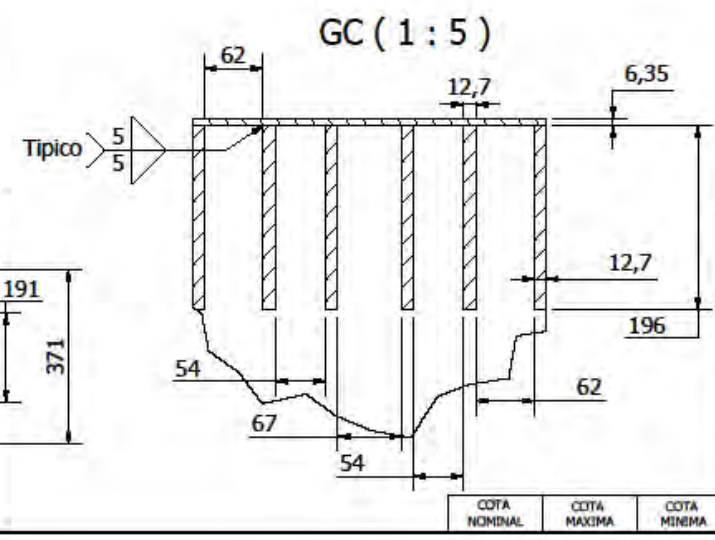 GC ( 1 : 5 )
62
12,7
6,35
Tipico
5
5
12,7
191
371
196
54
62
67
54
COTA NOMINAL
COTA MAXIMA
COTA MINIMA